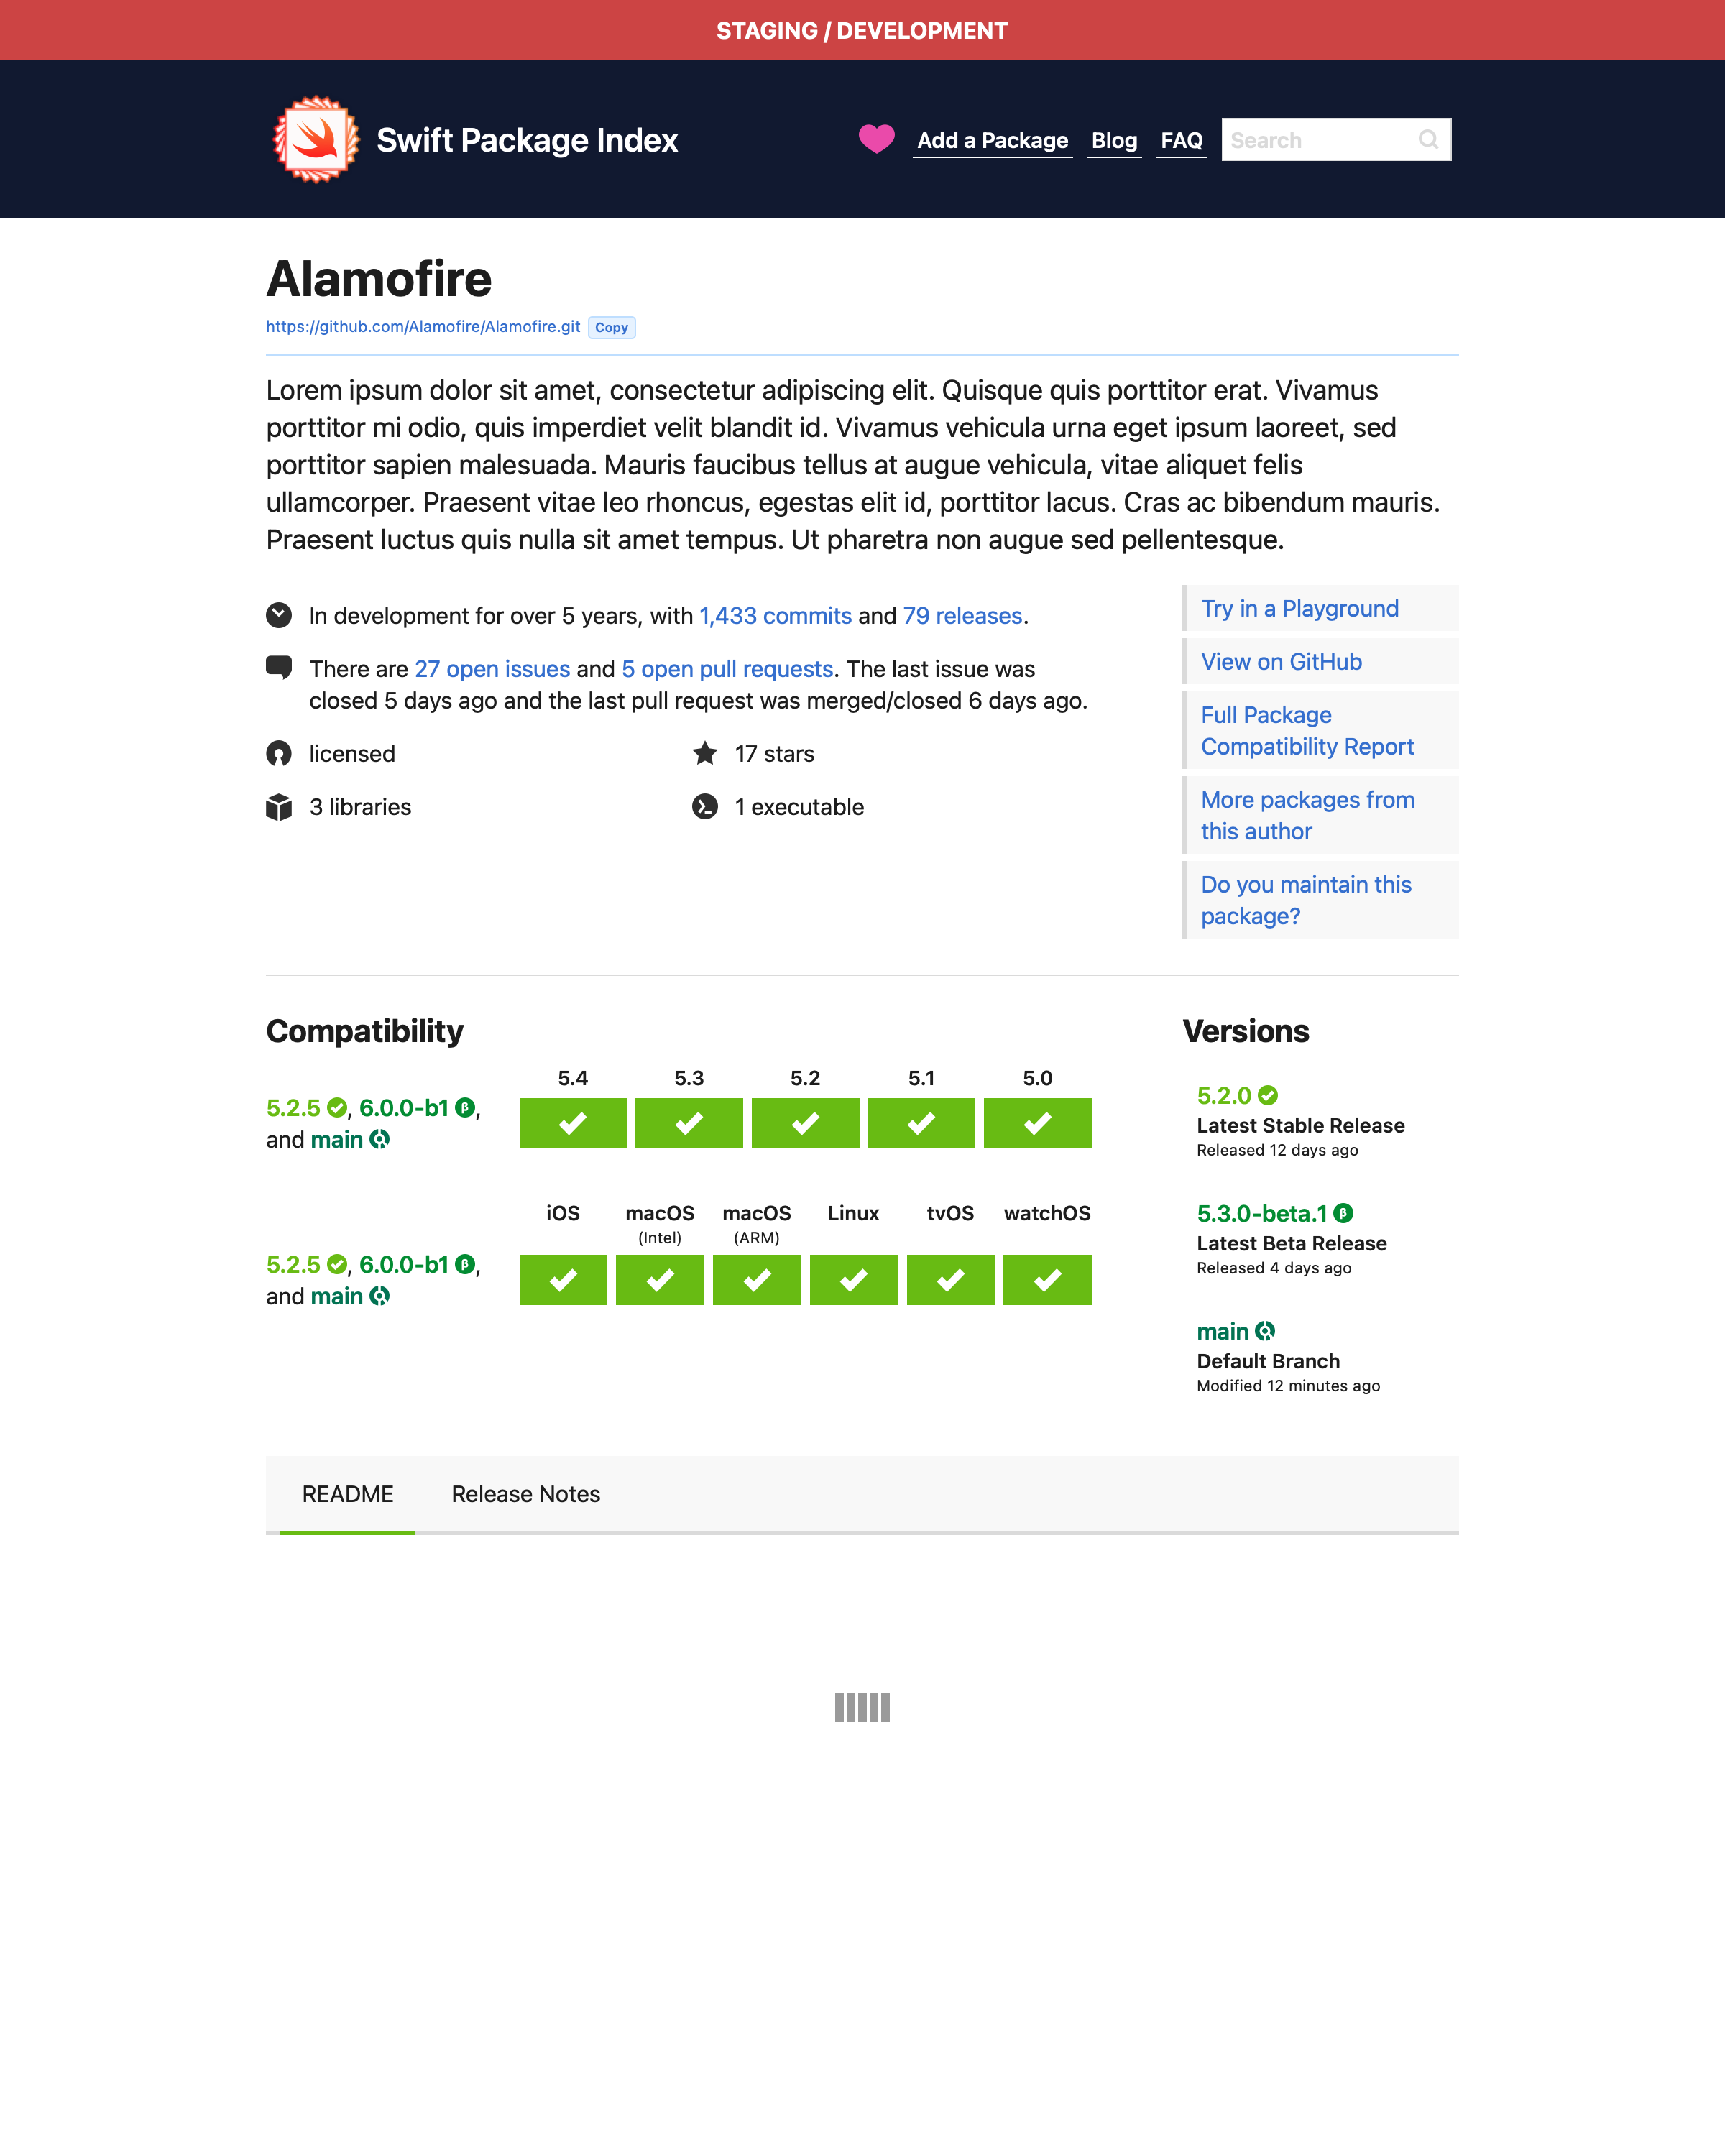 STAGING / DEVELOPMENT
Swift Package Index
Add a Package Blog FAQ Search
Alamofire
https://github.com/Alamofire/Alamofire.git Copy
Lorem ipsum dolor sit amet, consectetur adipiscing elit. Quisque quis porttitor erat. Vivamus
porttitor mi odio, quis imperdiet velit blandit id. Vivamus vehicula urna eget ipsum laoreet, sed
porttitor sapien malesuada. Mauris faucibus tellus at augue vehicula, vitae aliquet felis
ullamcorper. Praesent vitae leo rhoncus, egestas elit id, porttitor lacus. Cras ac bibendum mauris.
Praesent luctus quis nulla sit amet tempus. Ut pharetra non augue sed pellentesque.
In development for over 5 years, with 1,433 commits and 79 releases.
There are 27 open issues and 5 open pull requests. The last issue was
closed 5 days ago and the last pull request was merged/closed 6 days ago.
licensed
17 stars
3 libraries
1 executable
Try in a Playground
View on GitHub
Full Package
Compatibility Report
More packages from
this author
Do you maintain this
package?
Compatibility
5.4 5.3 5.2 5.1 5.0
5.2.5, 6.0.0-b1 β,
and main
iOS macOS macOS Linux tvOS watchOS
(Intel) (ARM)
5.2.5, 6.0.0-b1 β,
and main
Versions
5.2.0
Latest Stable Release
Released 12 days ago
5.3.0-beta.1 β
Latest Beta Release
Released 4 days ago
main
Default Branch
Modified 12 minutes ago
README Release Notes